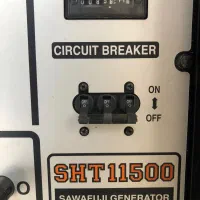 CIRCUIT BREAKER
ON
OFF
SHT11500
SAWAFUJI GENERATOR